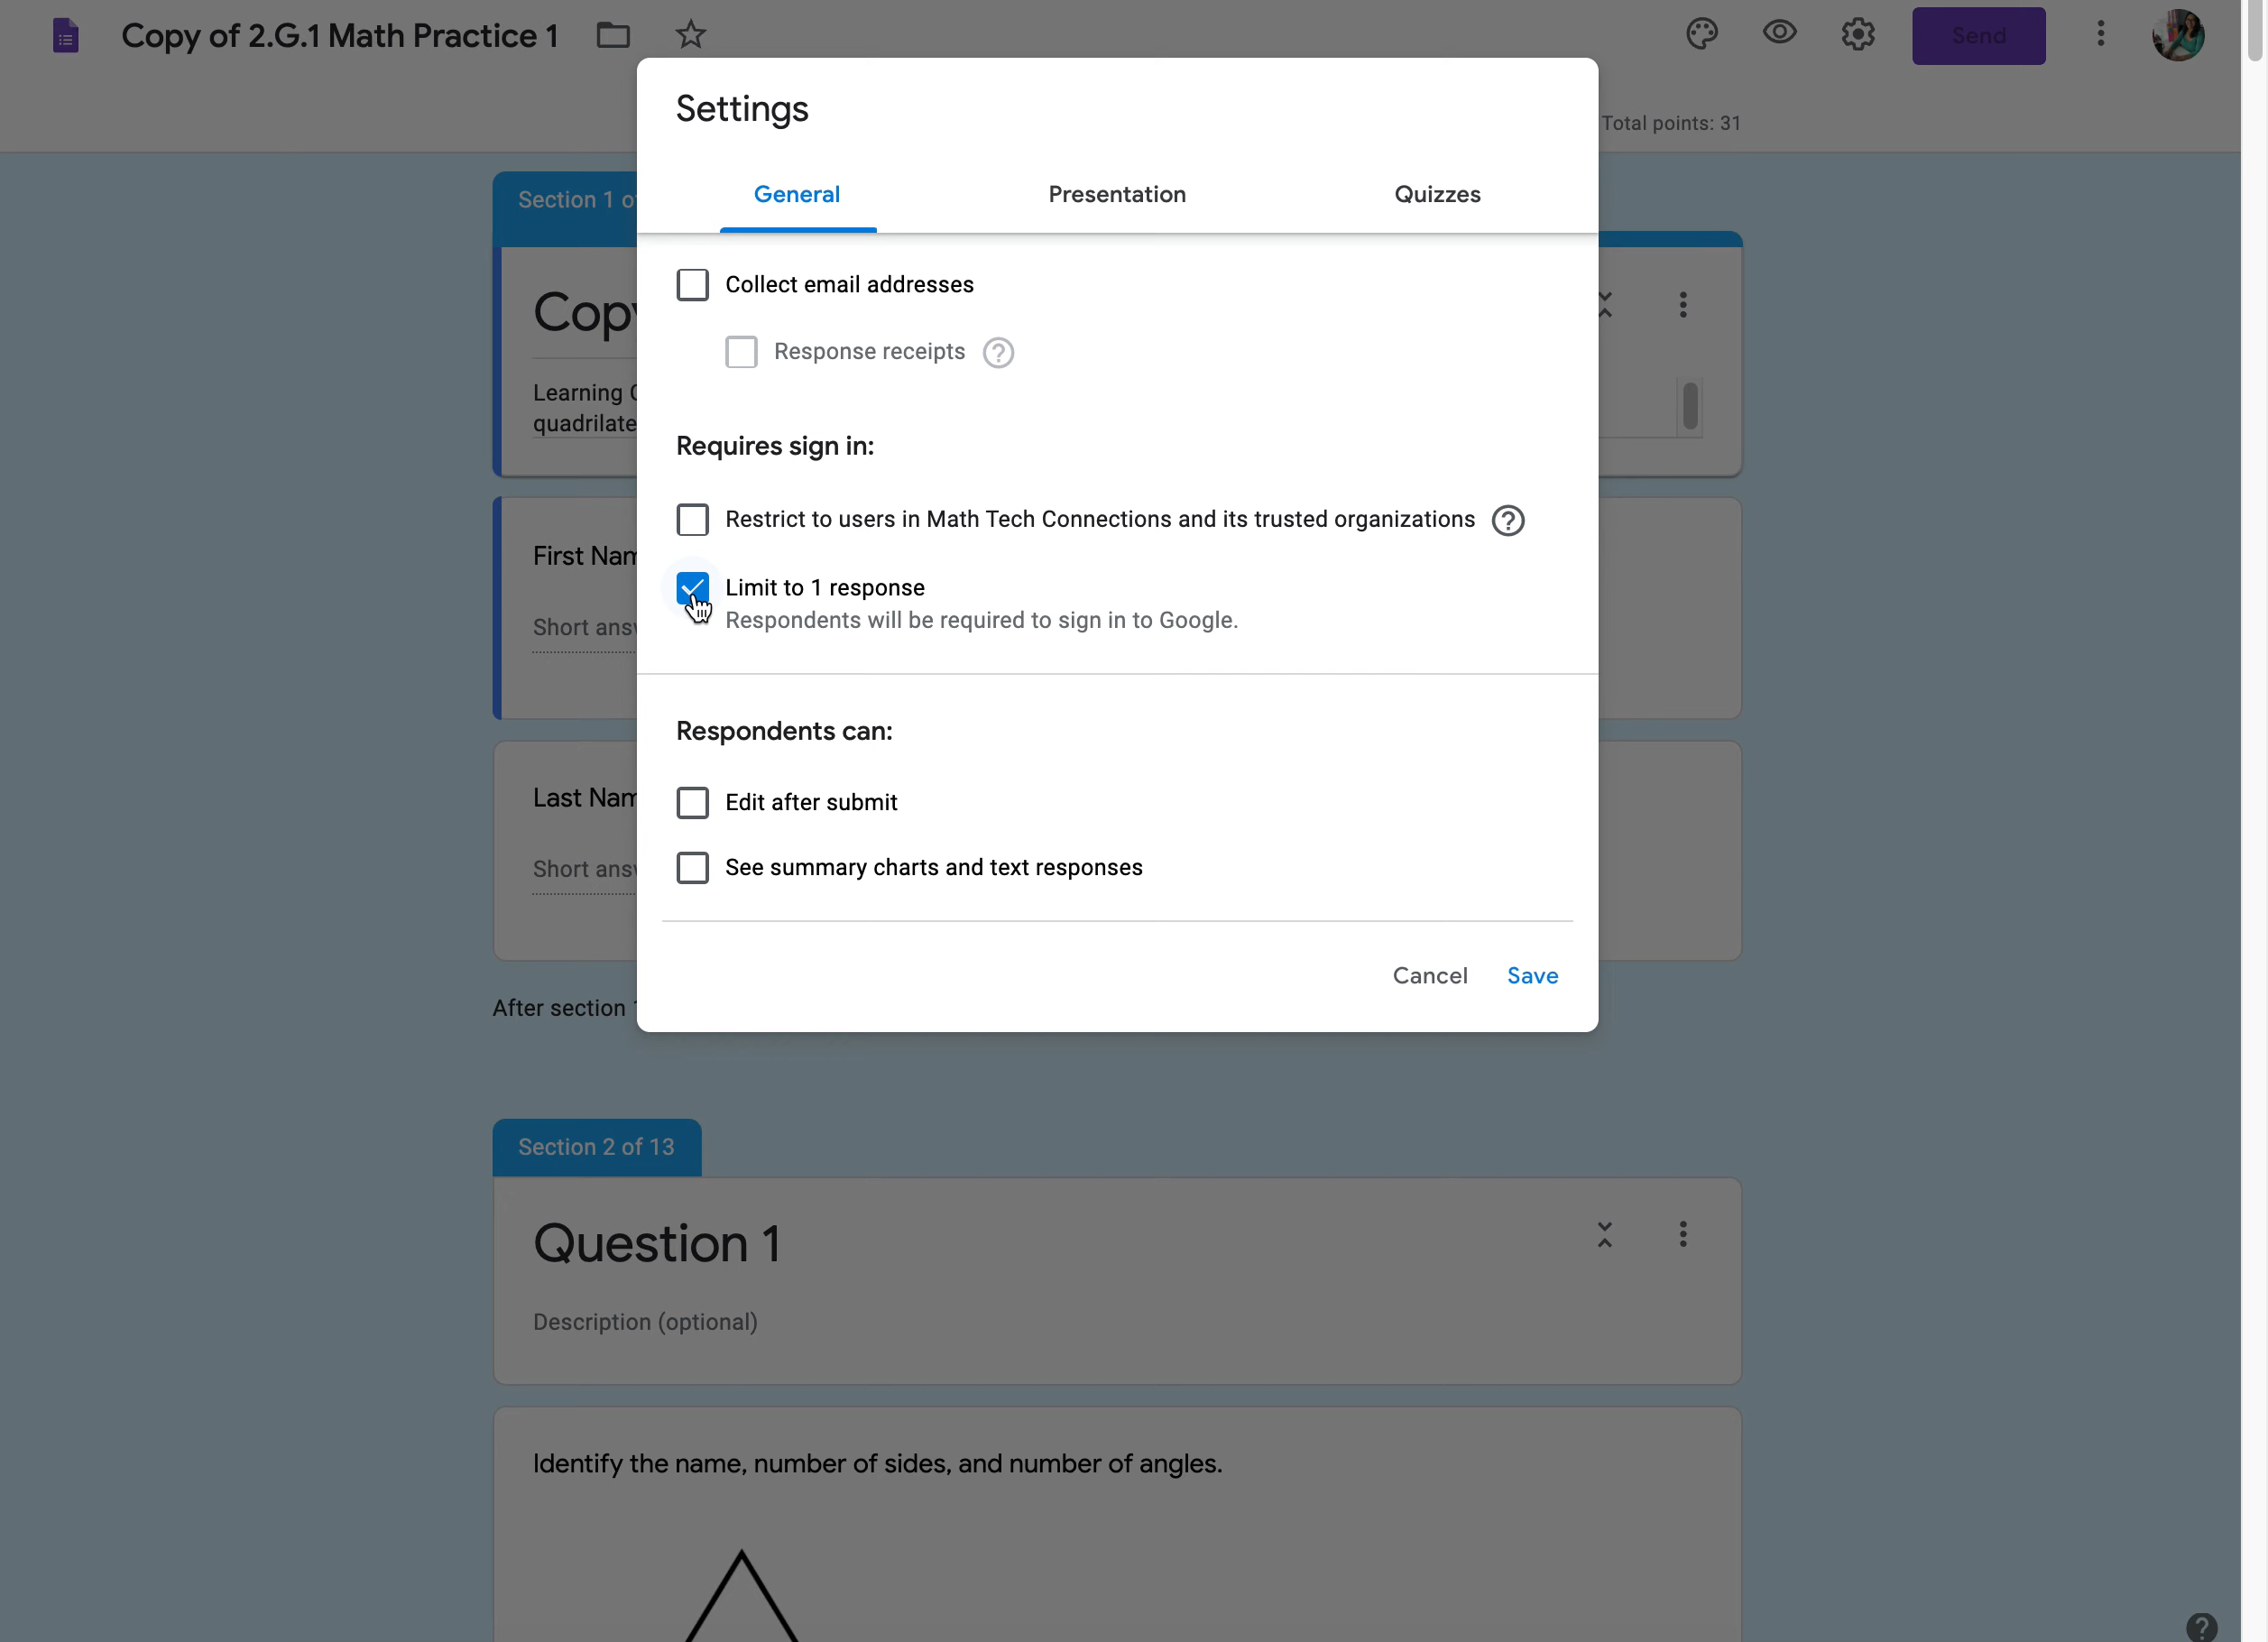 Copy of 2.G.1 Math Practice 1
Send
Settings
Total points: 31
General
Presentation
Quizzes
Section 1
Collect email addresses
Copy
Response receipts
Learning
quadrilate
Requires sign in:
Restrict to users in Math Tech Connections and its trusted organizations
First Nam
Limit to 1 response
Short ans
Respondents will be required to sign in to Google.
Respondents can:
Edit after submit
Last Nam
Short ans
See summary charts and text responses
Cancel
Save
After section
Section 2 of 13
Question 1
Description (optional)
Identify the name, number of sides, and number of angles.